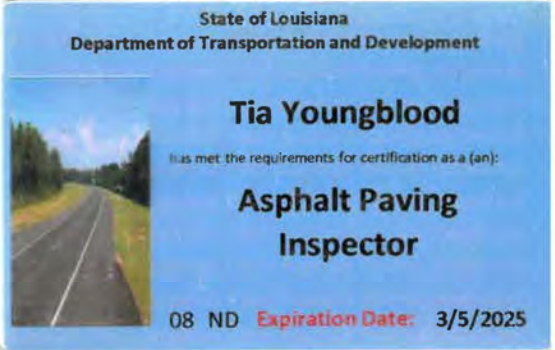 State of Louisiana
Department of Transportation and Development
Tia Youngblood
has met the requirements for certification as a (an):
Asphalt Paving
Inspector
08 ND Expiration Date: 3/5/2025